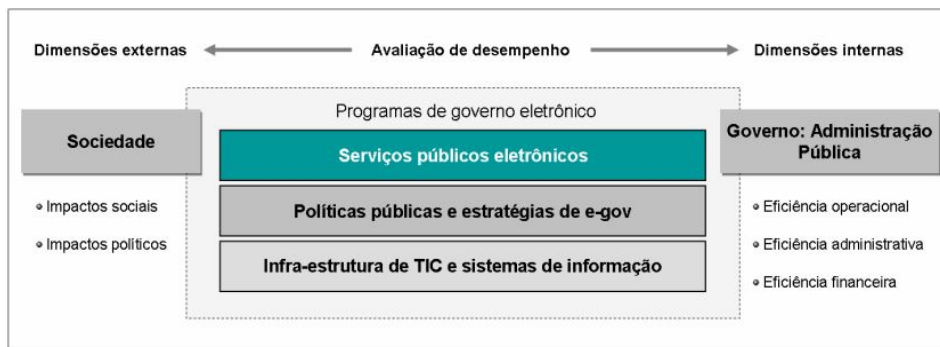 Dimensões externas
Avaliação de desempenho
Dimensões internas
Programas de governo eletrônico
Sociedade
Serviços públicos eletrônicos
Governo: Administração
Pública
Políticas públicas e estratégias de e-gov
Infra-estrutura de TIC e sistemas de informação
Impactos sociais
Impactos políticos
Eficiência operacional
Eficiência administrativa
Eficiência financeira